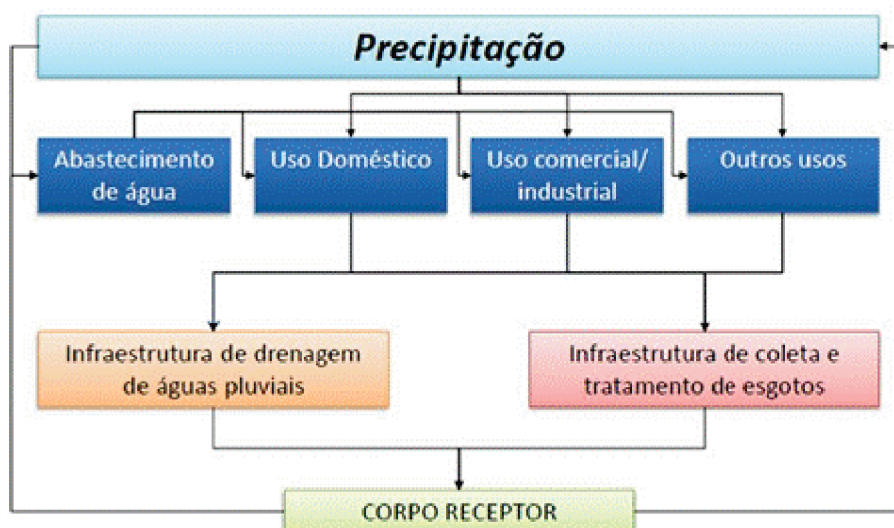 Precipitação
Abastecimento
de água
Uso Doméstico
Uso comercial/
industrial
Outros usos
Infraestrutura de drenagem
de águas pluviais
Infraestrutura de coleta e
tratamento de esgotos
CORPO RECEPTOR